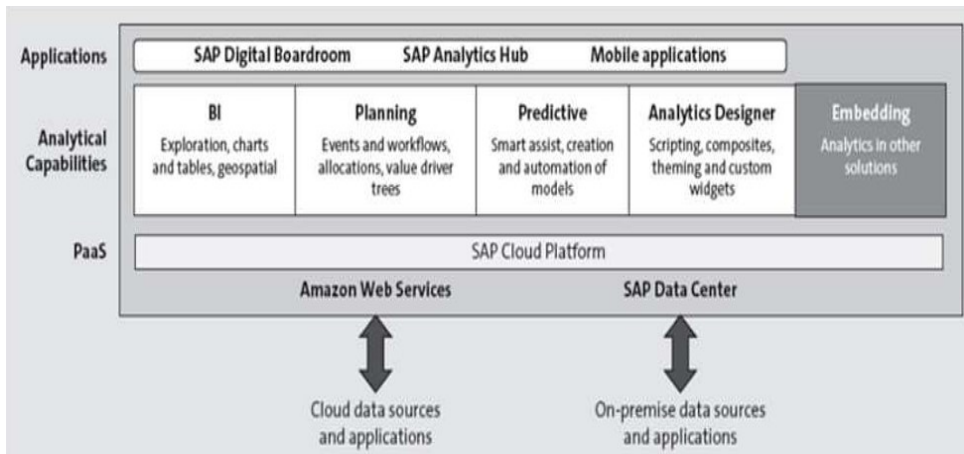 Applications
SAP Digital Boardroom SAP Analytics Hub Mobile applications
Analytical
Capabilities
BI
Exploration, charts
and tables, geospatial
Planning
Events and workflows,
allocations, value driver
trees
Predictive
Smart assist, creation
and automation of
models
Analytics Designer
Scripting, composites,
theming and custom
widgets
Embedding
Analytics in other
solutions
PaaS
SAP Cloud Platform
Amazon Web Services
SAP Data Center
Cloud data sources
and applications
On-premise data sources
and applications